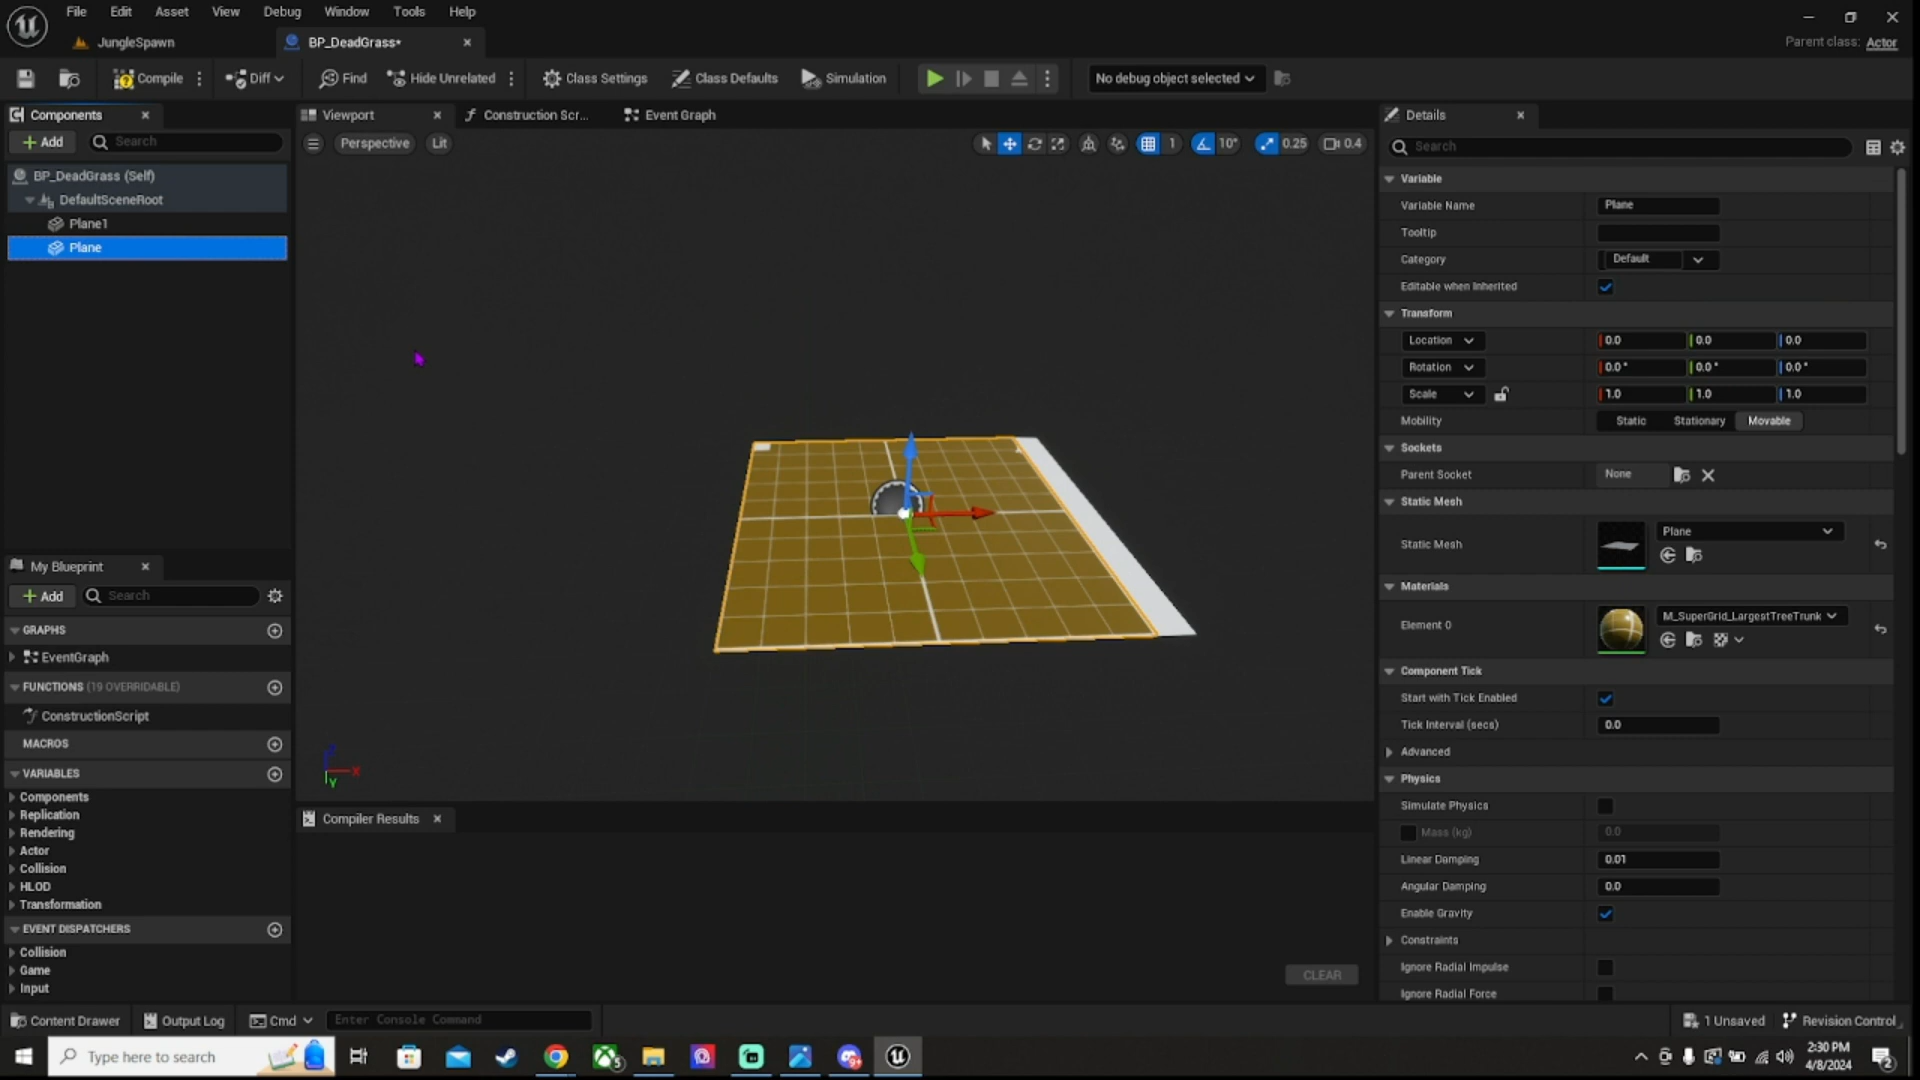 File Edit View Asset Debug Window Tools Help
JungleSpawn
BP_DeadGrass*
Parent class: Actor
Compile
Diff
Find
Hide Unrelated
Class Settings
Class Defaults
Simulation
No debug object selected
Components
Add
Search
BP_DeadGrass (Self)
DefaultSceneRoot
Plane1
Plane
Viewport
Construction Scr...
Event Graph
Perspective
Lit
1
10°
0.25
0.4
X
Y
My Blueprint
Add
Search
GRAPHS
EventGraph
FUNCTIONS (19 OVERRIDABLE)
ConstructionScript
MACROS
VARIABLES
Components
Replication
Rendering
Actor
Collision
HLOD
Transformation
EVENT DISPATCHERS
Collision
Game
Input
Compiler Results
CLEAR
Details
Search
Variable
Variable Name Plane
Tooltip
Category Default
Editable when Inherited
Transform
Location 0.0 0.0 0.0
Rotation 0.0° 0.0° 0.0°
Scale 1.0 1.0 1.0
Mobility Static Stationary Movable
Sockets
Parent Socket None
Static Mesh
Static Mesh Plane
Materials
Element 0 M_SuperGrid_LargestTreeTrunk
Component Tick
Start with Tick Enabled
Tick Interval (secs) 0.0
Advanced
Physics
Simulate Physics
Mass (kg) 0.0
Linear Damping 0.01
Angular Damping 0.0
Enable Gravity
Constraints
Ignore Radial Impulse
Ignore Radial Force
Content Drawer
Output Log
Cmd
Enter Console Command
1 Unsaved
Revision Control
Type here to search
5
9+
2:30 PM
4/8/2024
2